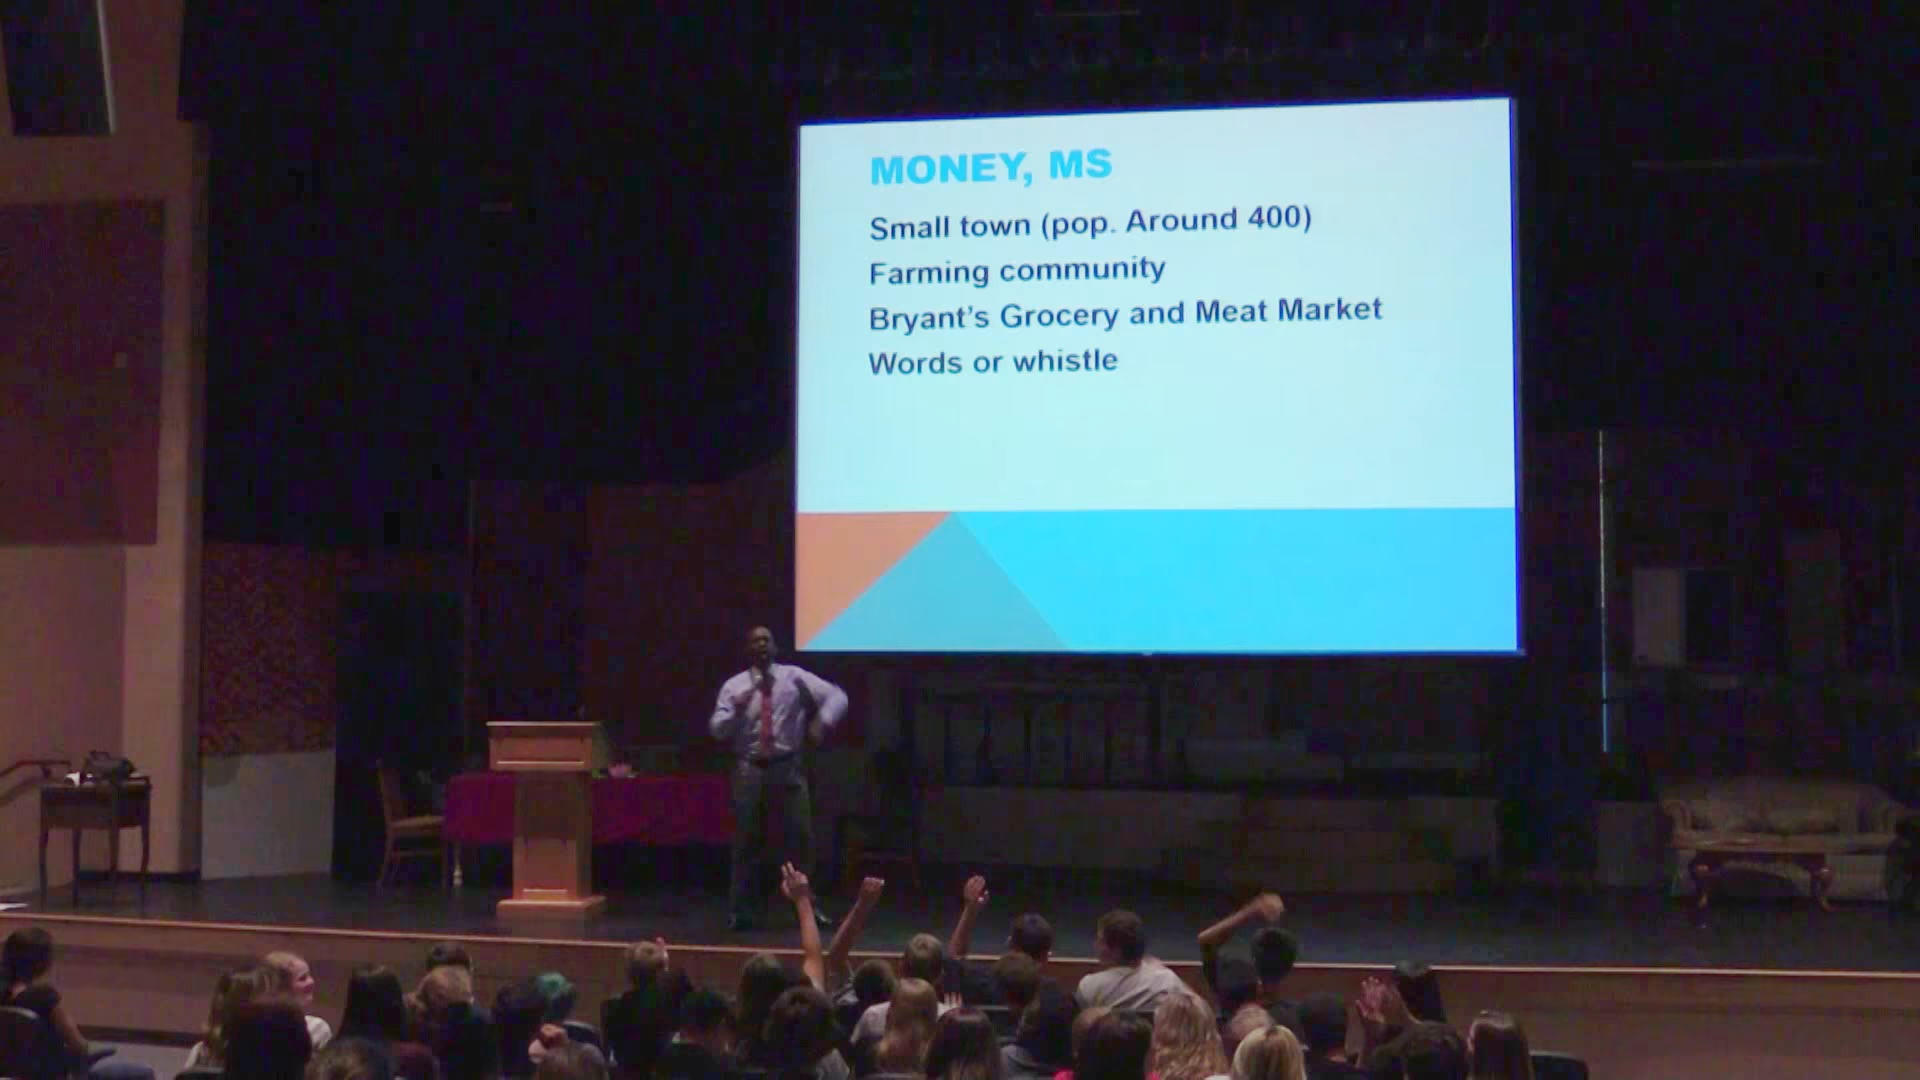 MONEY, MS
Small town (pop. Around 400)
Farming community
Bryant’s Grocery and Meat Market
Words or whistle